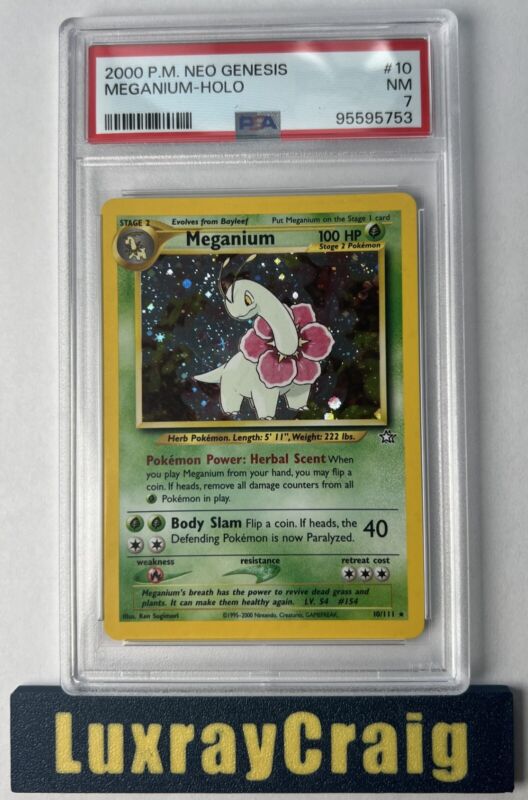 2000 P.M. NEO GENESIS #10
MEGANIUM-HOLO NM
7
PSA 95595753
STAGE 2 Evolves from Bayleef Put Meganium on the Stage 1 card
Meganium 100 HP
Stage 2 Pokémon
Herb Pokémon. Length: 5' 11", Weight: 222 lbs.
Pokémon Power: Herbal Scent When
you play Meganium from your hand, you may flip a
coin. If heads, remove all damage counters from all
Pokémon in play.
Body Slam Flip a coin. If heads, the 40
Defending Pokémon is now Paralyzed.
weakness resistance retreat cost
Meganium's breath has the power to revive dead grass and
plants. It can make them healthy again. LV. 54 #154
Illus. Ken Sugimori ©1995-2000 Nintendo, Creatures, GAMEFREAK. 10/111 ★
LuxrayCraig